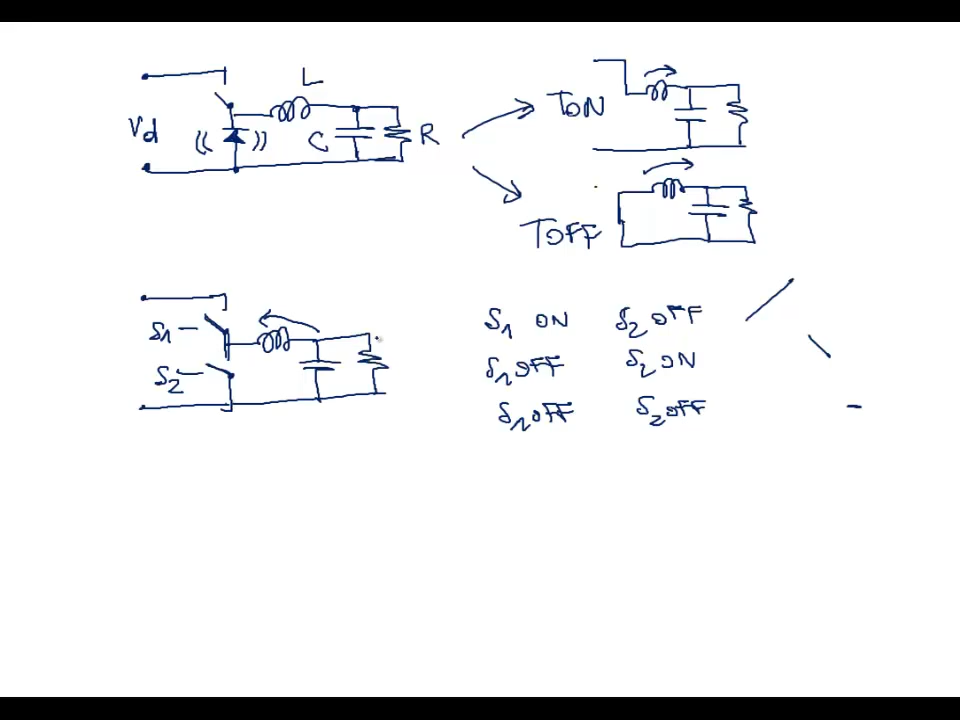 L
Vd
C
R
TON
TOFF
S1
S2
S1 ON S2 OFF
S1 OFF S2 ON
S1 OFF S2 OFF